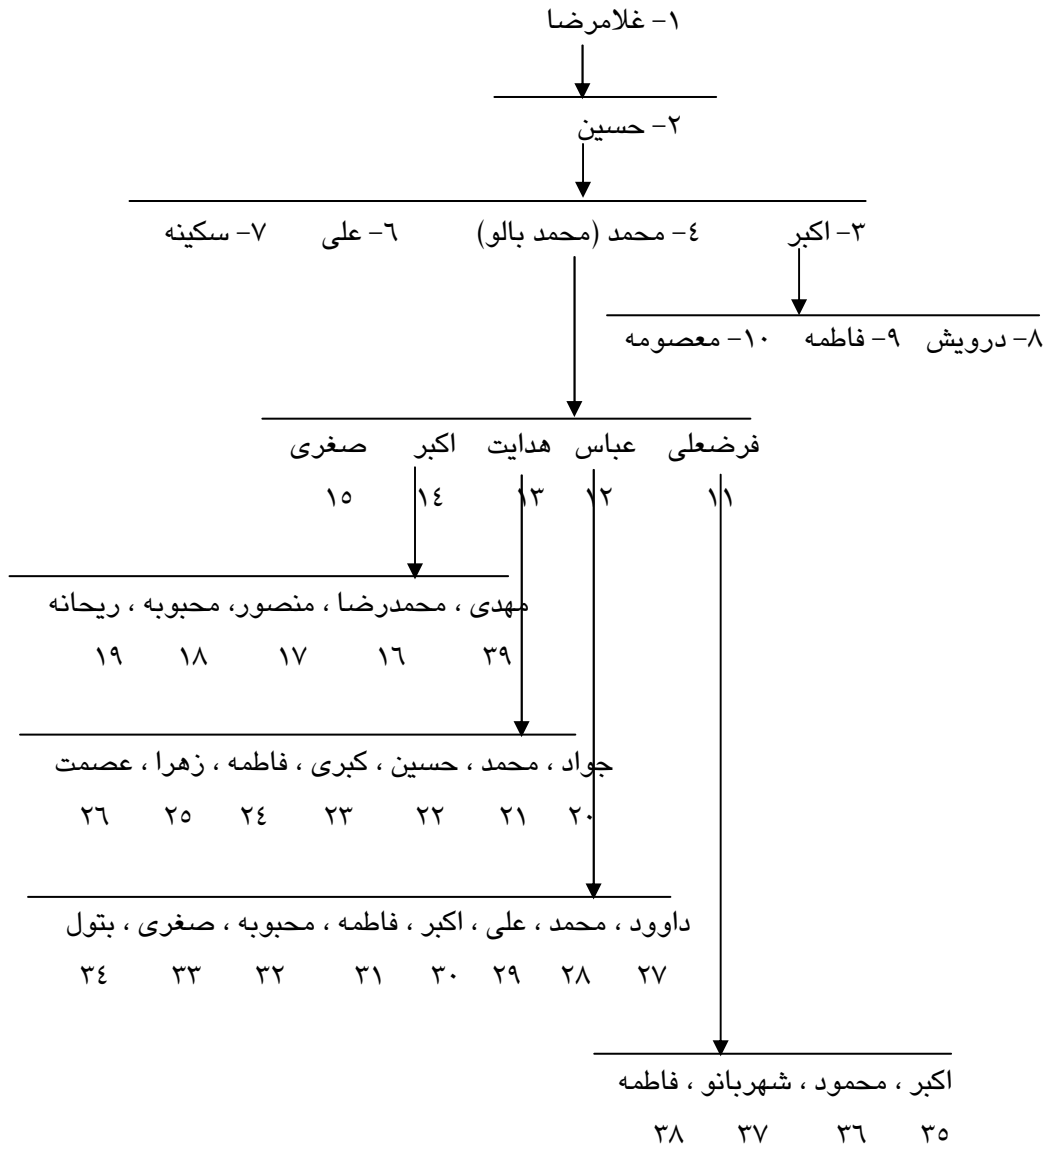 ۱- غلامرضا
۲- حسین
۳- اکبر ٤- محمد (محمد بالو) ٦- علی ۷- سکینه
۸- درویش ۹- فاطمه ۱۰- معصومه
فرضعلی عباس هدایت اکبر صغری
۱۱ ۱۲ ۱۳ ۱٤ ۱٥
مهدی ، محمدرضا ، منصور، محبوبه ، ریحانه
۳۹ ۱٦ ۱۷ ۱۸ ۱۹
جواد ، محمد ، حسین ، کبری ، فاطمه ، زهرا ، عصمت
۲۰ ۲۱ ۲۲ ۲۳ ۲٤ ۲٥ ۲٦
داوود ، محمد ، علی ، اکبر ، فاطمه ، محبوبه ، صغری ، بتول
۲۷ ۲۸ ۲۹ ۳۰ ۳۱ ۳۲ ۳۳ ۳٤
اکبر ، محمود ، شهربانو ، فاطمه
۳٥ ۳٦ ۳۷ ۳۸